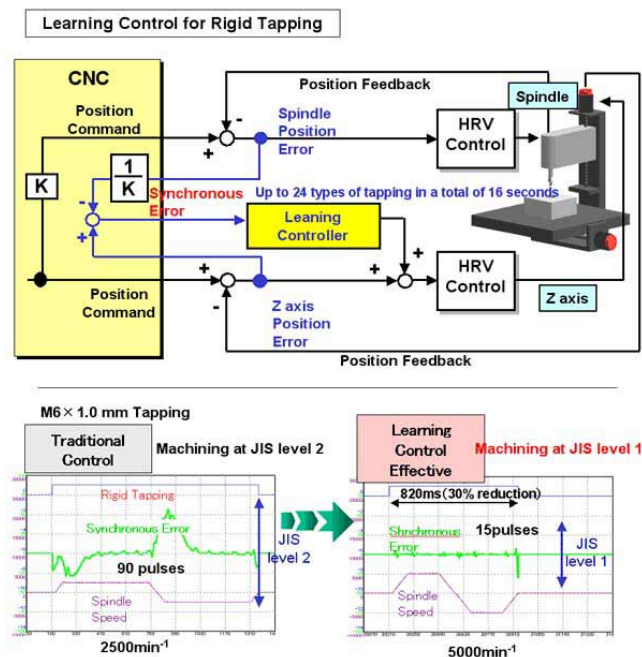 Learning Control for Rigid Tapping
CNC
Position Feedback
Spindle
Position
Command
Spindle
Position
Error
HRV
Control
1
K
K
Synchronous
Error
Up to 24 types of tapping in a total of 16 seconds
Leaning
Controller
HRV
Control
Position
Command
Z axis
Position
Error
Z axis
Position Feedback
M6×1.0 mm Tapping
Traditional
Control
Machining at JIS level 2
Rigid Tapping
Synchronous Error
90 pulses
JIS
level 2
Spindle
Speed
2500min-1
Learning
Control
Effective
Machining at JIS level 1
820ms(30% reduction)
Shnchronous
Error
15pulses
JIS
level 1
Spindle
Speed
5000min-1